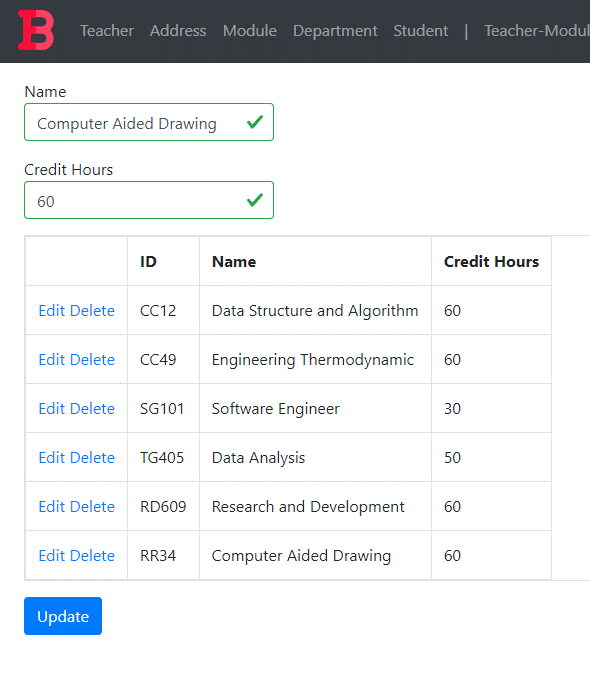 B Teacher Address Module Department Student | Teacher-Modul
Name
Computer Aided Drawing
Credit Hours
60
ID Name Credit Hours
Edit Delete CC12 Data Structure and Algorithm 60
Edit Delete CC49 Engineering Thermodynamic 60
Edit Delete SG101 Software Engineer 30
Edit Delete TG405 Data Analysis 50
Edit Delete RD609 Research and Development 60
Edit Delete RR34 Computer Aided Drawing 60
Update